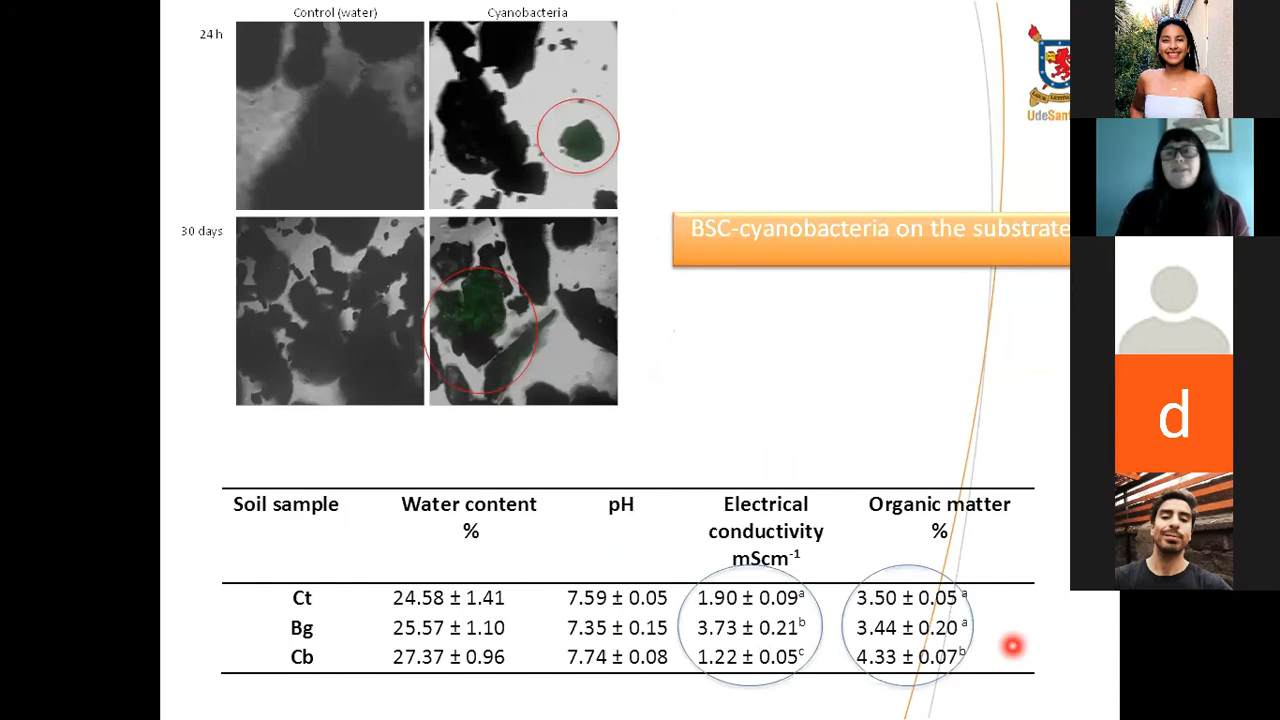 Control (water)
Cyanobacteria
24 h
30 days
BSC-cyanobacteria on the substrate
UdeSant
d
Soil sample Water content % pH Electrical conductivity mScm⁻¹ Organic matter %
Ct 24.58 ± 1.41 7.59 ± 0.05 1.90 ± 0.09ᵃ 3.50 ± 0.05 ᵃ
Bg 25.57 ± 1.10 7.35 ± 0.15 3.73 ± 0.21ᵇ 3.44 ± 0.20 ᵃ
Cb 27.37 ± 0.96 7.74 ± 0.08 1.22 ± 0.05ᶜ 4.33 ± 0.07ᵇ